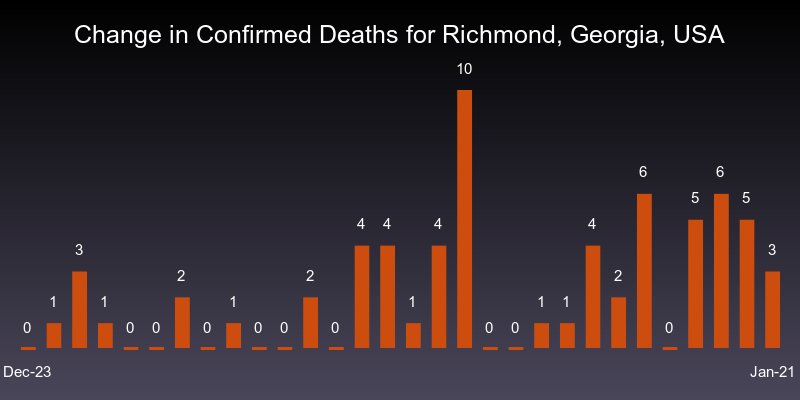 Change in Confirmed Deaths for Richmond, Georgia, USA
10
6 6
5 5
4 4 4 4
3 3
2 2 2
1 1 1 1 1 1
0 0 0 0 0 0 0 0 0 0
Dec-23 Jan-21